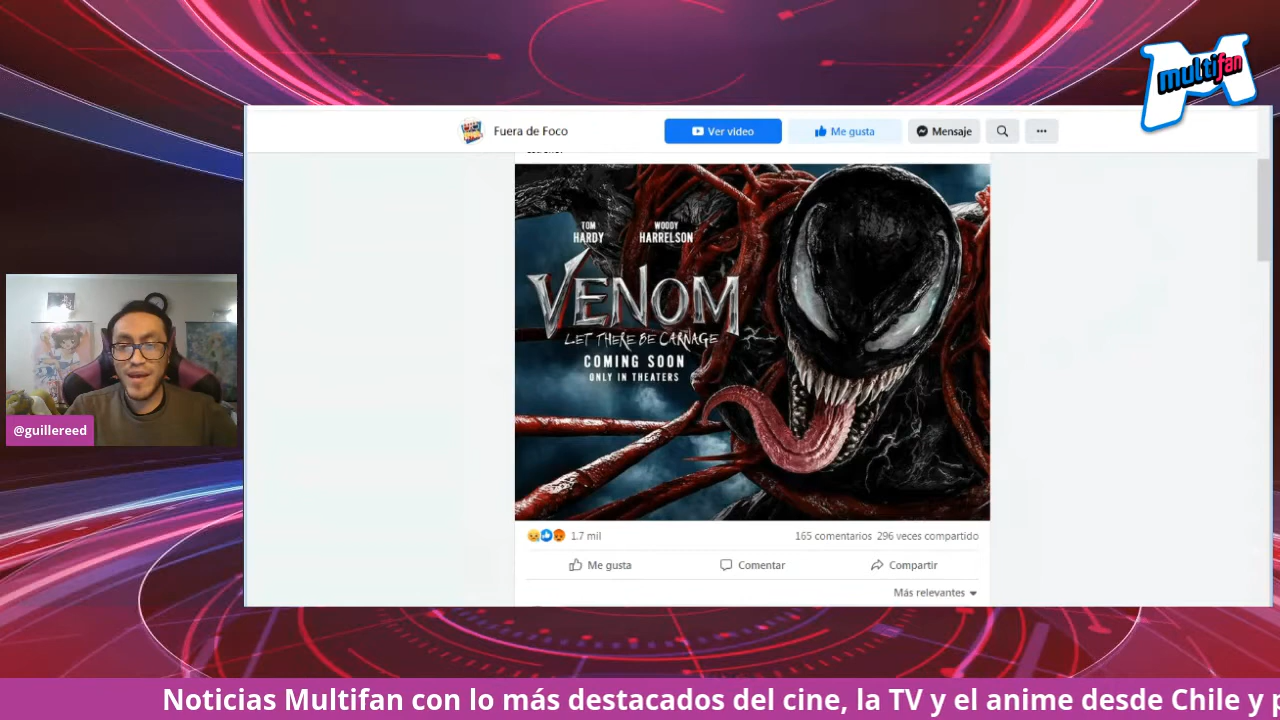 multifan
Fuera de Foco
Ver video
Me gusta
Mensaje
TOM
HARDY
WOODY
HARRELSON
VENOM
LET THERE BE CARNAGE
COMING SOON
ONLY IN THEATERS
@guillereed
1.7 mil
165 comentarios 296 veces compartido
Me gusta
Comentar
Compartir
Más relevantes
Noticias Multifan con lo más destacados del cine, la TV y el anime desde Chile y